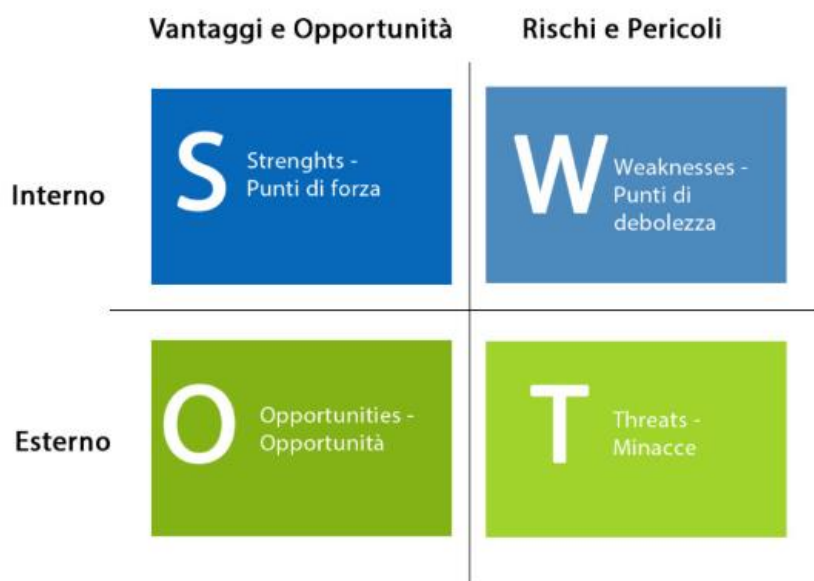 Vantaggi e Opportunità
Rischi e Pericoli
Interno
S
Strenghts -
Punti di forza
W
Weaknesses -
Punti di
debolezza
Esterno
O
Opportunities -
Opportunità
T
Threats -
Minacce